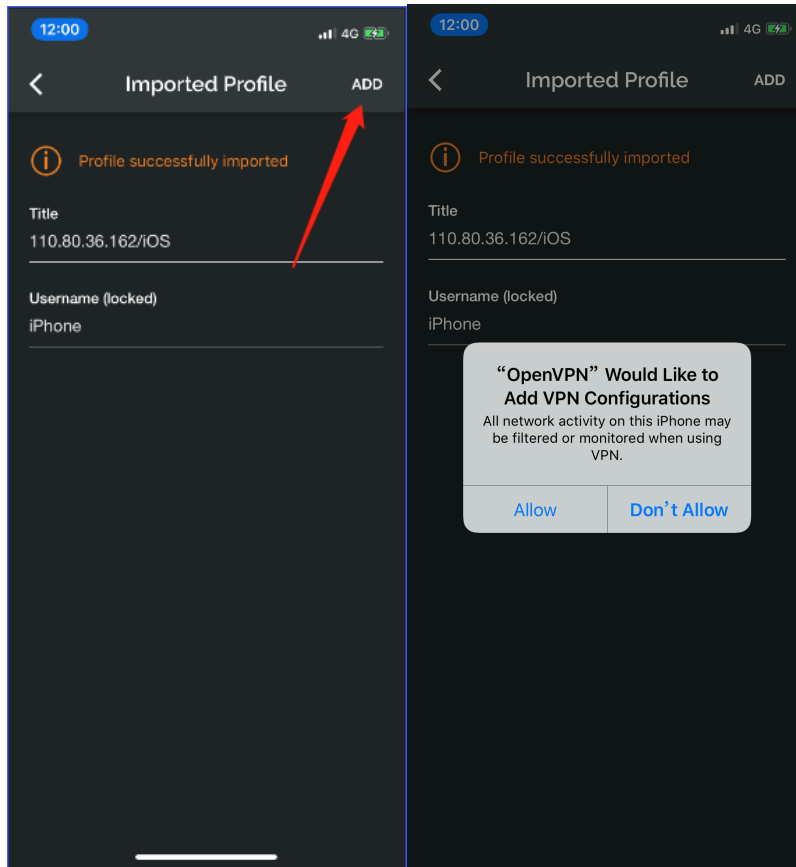 12:00
4G
Imported Profile
ADD
Profile successfully imported
Title
110.80.36.162/iOS
Username (locked)
iPhone
12:00
4G
Imported Profile
ADD
Profile successfully imported
Title
110.80.36.162/iOS
Username (locked)
iPhone
“OpenVPN” Would Like to
Add VPN Configurations
All network activity on this iPhone may
be filtered or monitored when using
VPN.
Allow
Don’t Allow